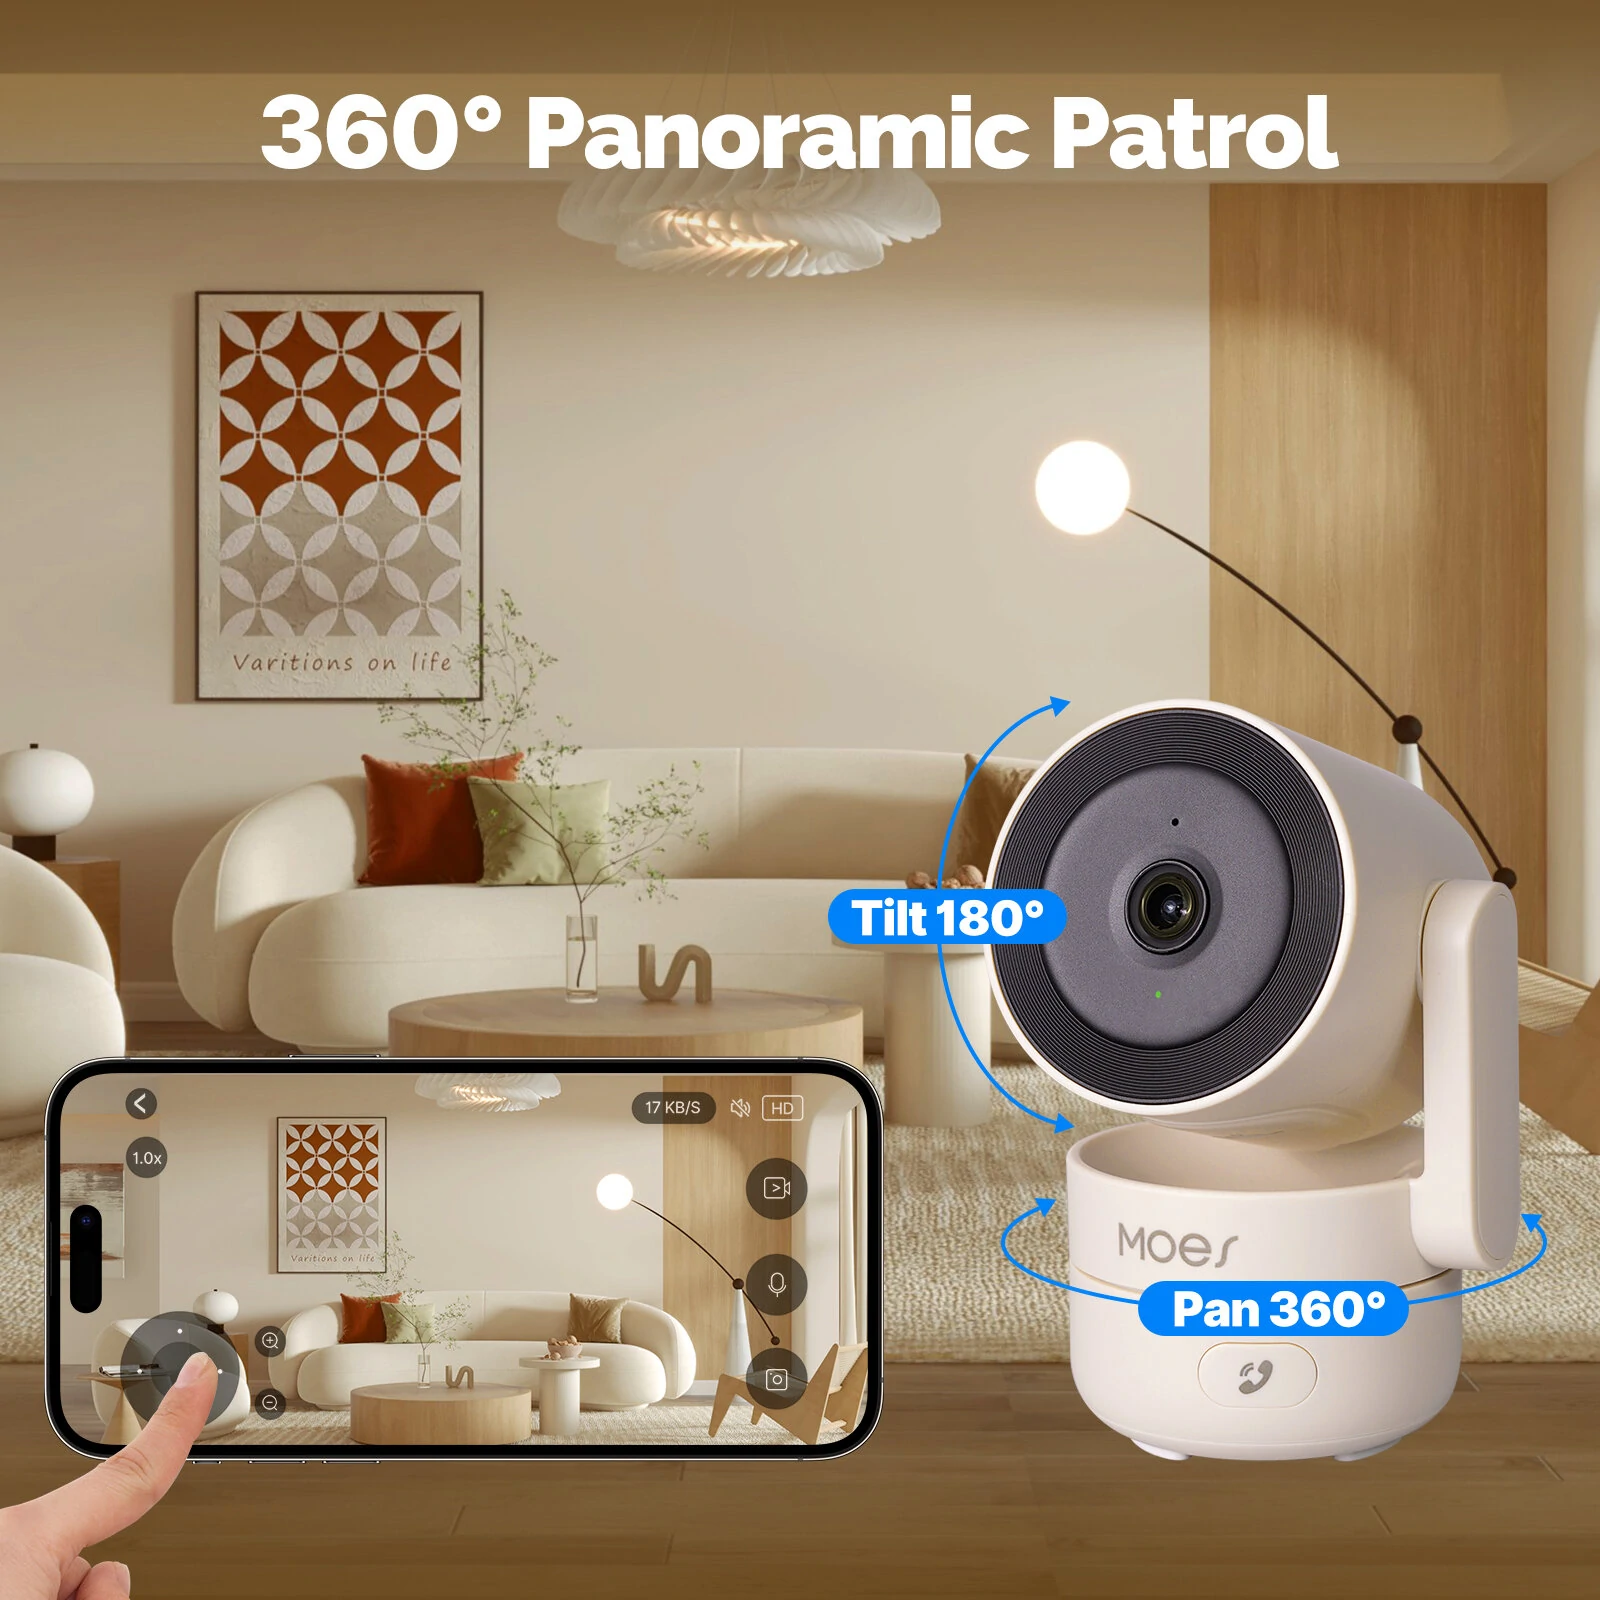 360° Panoramic Patrol
Varitions on life
Tilt 180°
MOES
Pan 360°
17 KB/S
HD
1.0x
Varitions on life